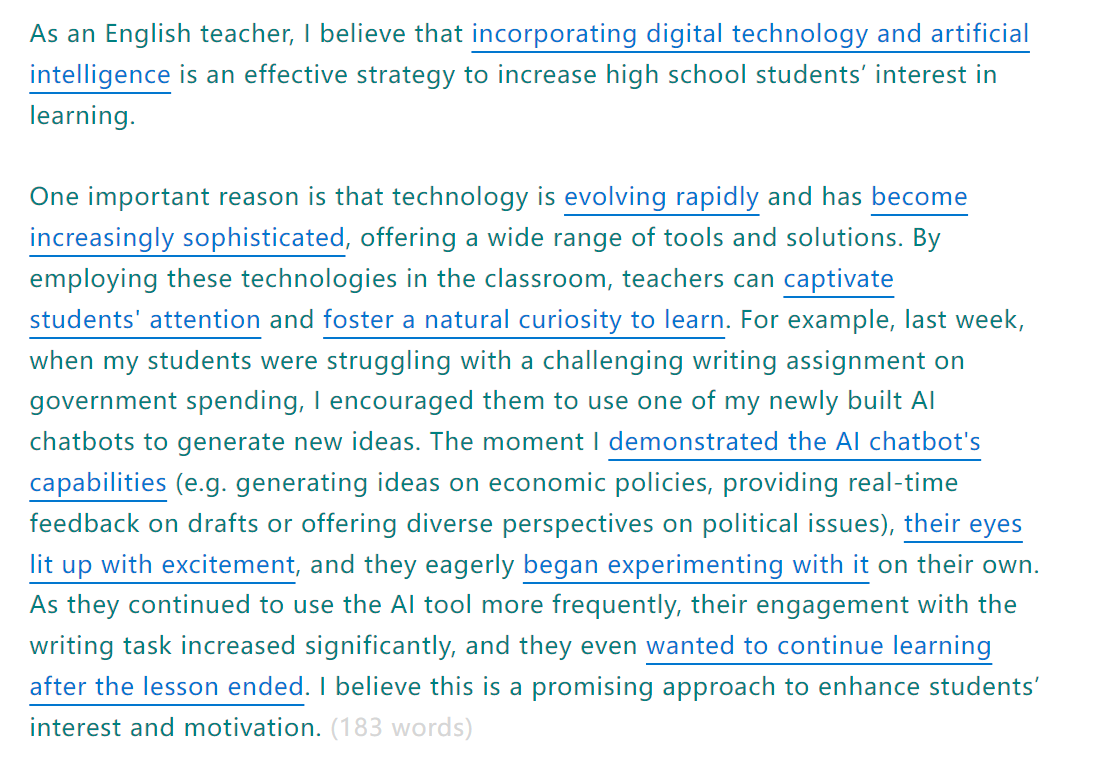 As an English teacher, I believe that incorporating digital technology and artificial
intelligence is an effective strategy to increase high school students’ interest in
learning.
One important reason is that technology is evolving rapidly and has become
increasingly sophisticated, offering a wide range of tools and solutions. By
employing these technologies in the classroom, teachers can captivate
students' attention and foster a natural curiosity to learn. For example, last week,
when my students were struggling with a challenging writing assignment on
government spending, I encouraged them to use one of my newly built AI
chatbots to generate new ideas. The moment I demonstrated the AI chatbot's
capabilities (e.g. generating ideas on economic policies, providing real-time
feedback on drafts or offering diverse perspectives on political issues), their eyes
lit up with excitement, and they eagerly began experimenting with it on their own.
As they continued to use the AI tool more frequently, their engagement with the
writing task increased significantly, and they even wanted to continue learning
after the lesson ended. I believe this is a promising approach to enhance students’
interest and motivation. (183 words)